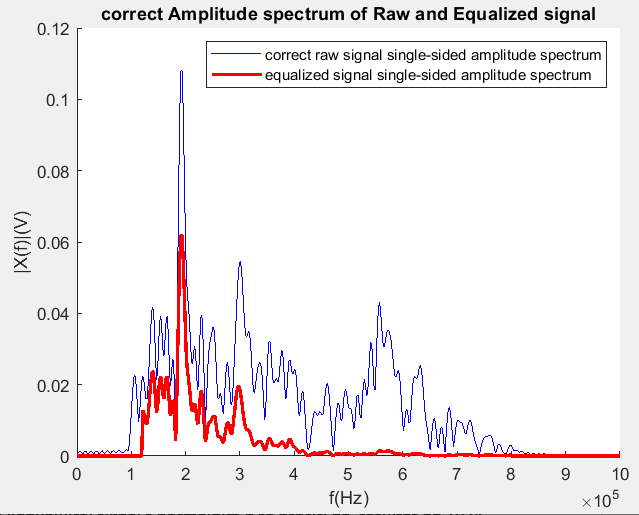 correct Amplitude spectrum of Raw and Equalized signal
correct raw signal single-sided amplitude spectrum
equalized signal single-sided amplitude spectrum
|X(f)|(V)
0.12
0.1
0.08
0.06
0.04
0.02
0
0 1 2 3 4 5 6 7 8 9 10
f(Hz)
×10^5